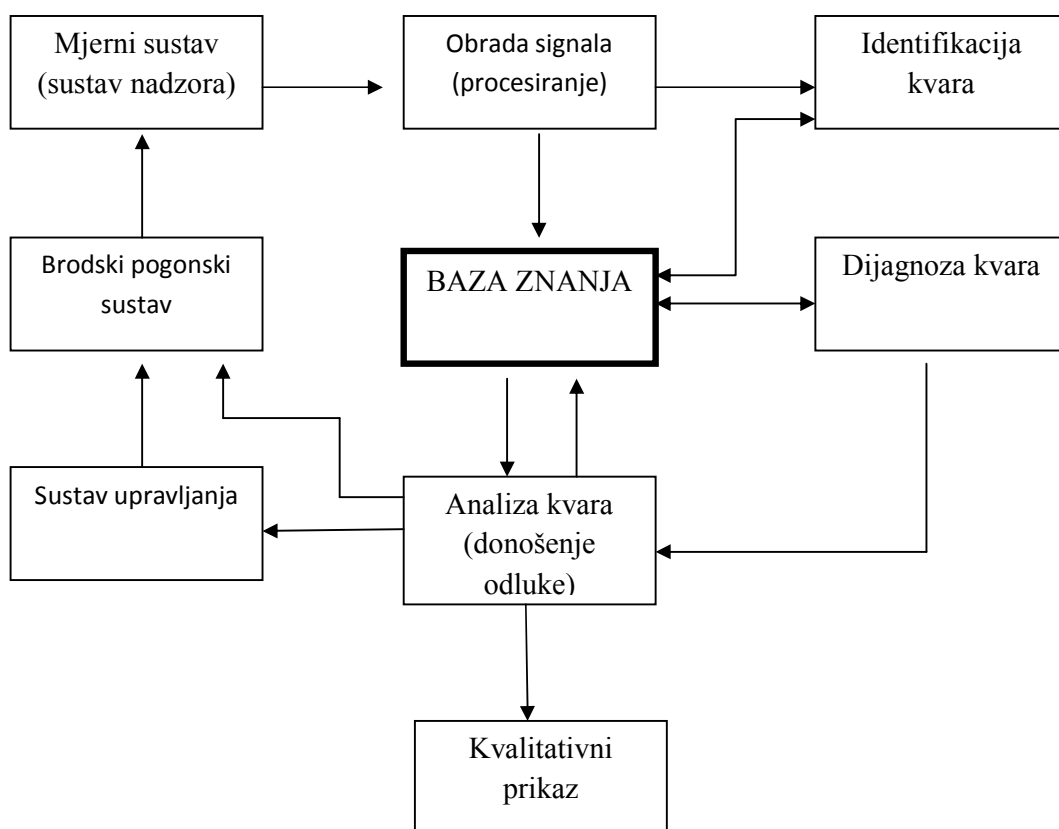 Mjerni sustav
(sustav nadzora)
Obrada signala
(procesiranje)
Identifikacija
kvara
Brodski pogonski
sustav
BAZA ZNANJA
Dijagnoza kvara
Sustav upravljanja
Analiza kvara
(donošenje
odluke)
Kvalitativni
prikaz